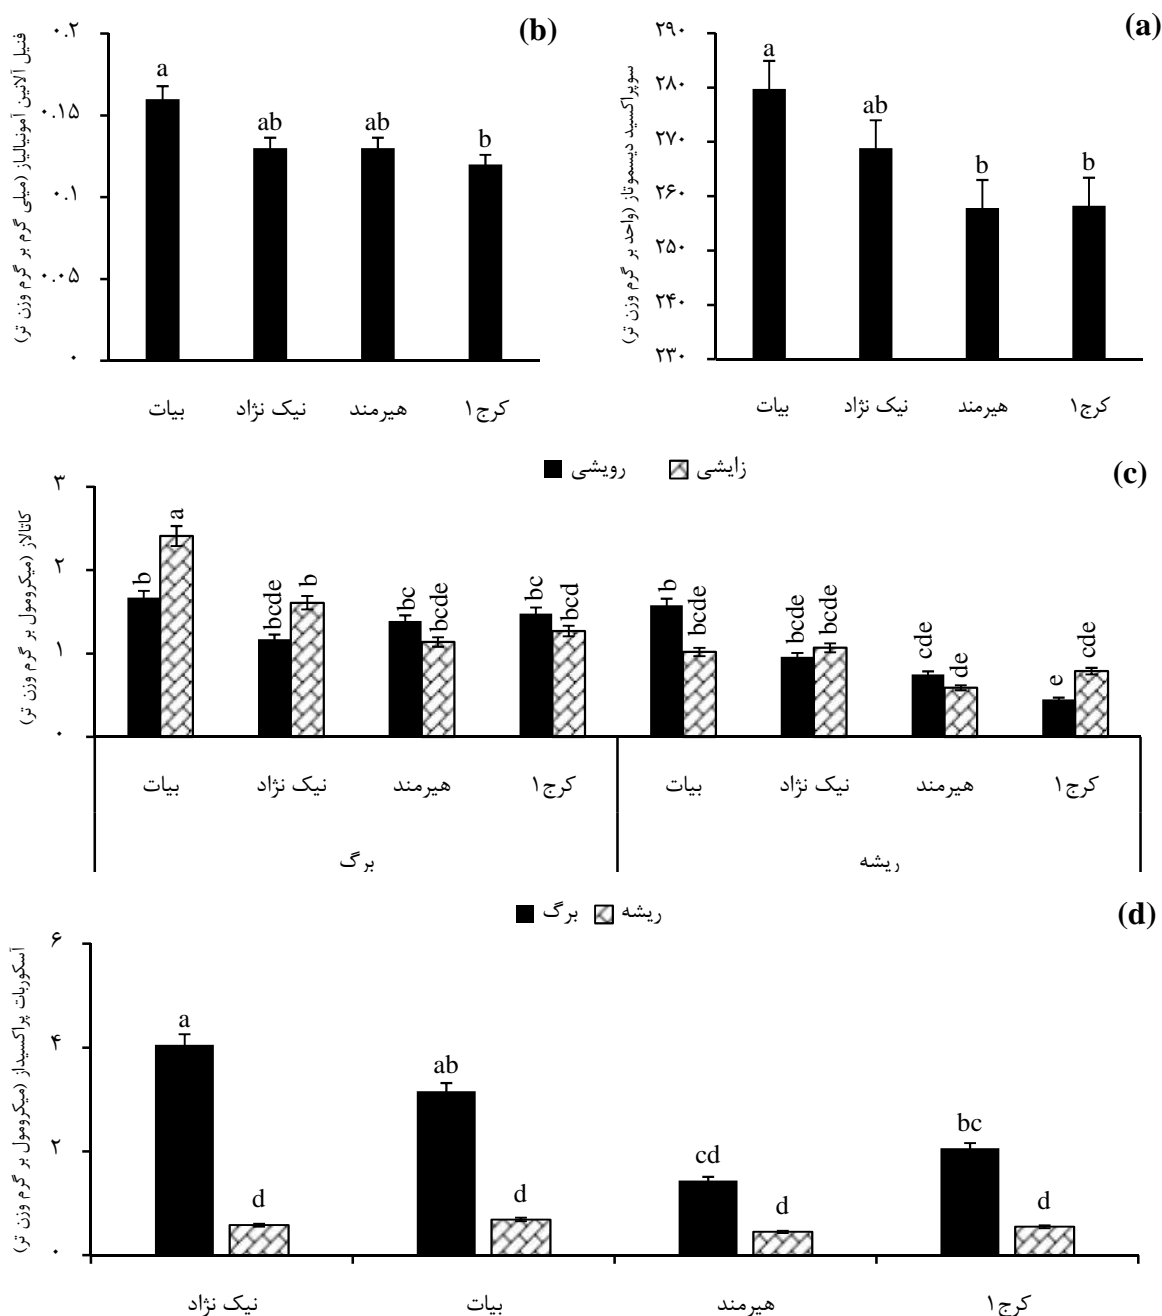 (b)
فنیل آلانین آمونیالیاز (میلی گرم بر گرم وزن تر)
۰.۲
۰.۱۵
۰.۱
۰.۰۵
۰
a
ab
ab
b
بیات
نیک نژاد
هیرمند
کرج۱
(a)
سوپراکسید دیسموتاز (واحد بر گرم وزن تر)
۲۹۰
۲۸۰
۲۷۰
۲۶۰
۲۵۰
۲۴۰
۲۳۰
a
ab
b
b
بیات
نیک نژاد
هیرمند
کرج۱
رویشی
زایشی
(c)
کاتالاز (میکرومول بر گرم وزن تر)
۳
۲
۱
۰
b
a
bcde
b
bc
bcde
bc
bcd
b
bcde
bcde
bcde
cde
de
e
cde
بیات
نیک نژاد
هیرمند
کرج۱
بیات
نیک نژاد
هیرمند
کرج۱
برگ
ریشه
برگ
ریشه
(d)
آسکوربات پراکسیداز (میکرومول بر گرم وزن تر)
۶
۴
۲
۰
a
d
ab
d
cd
d
bc
d
نیک نژاد
بیات
هیرمند
کرج۱